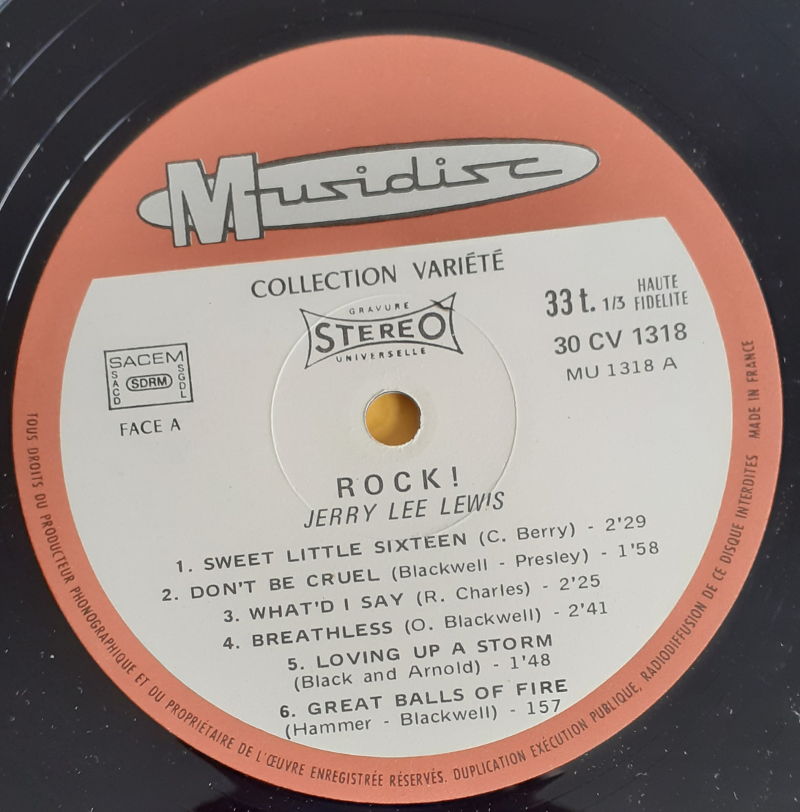 Musidisc
COLLECTION VARIÉTÉ
GRAVURE
STEREO
UNIVERSELLE
33 t. 1/3 HAUTE FIDELITE
30 CV 1318
MU 1318 A
SACEM
SACD
SDRM
SGDL
FACE A
ROCK!
JERRY LEE LEWIS
1. SWEET LITTLE SIXTEEN (C. Berry) - 2'29
2. DON'T BE CRUEL (Blackwell - Presley) - 1'58
3. WHAT'D I SAY (R. Charles) - 2'25
4. BREATHLESS (O. Blackwell) - 2'41
5. LOVING UP A STORM
(Black and Arnold) - 1'48
6. GREAT BALLS OF FIRE
(Hammer - Blackwell) - 157
TOUS DROITS DU PRODUCTEUR PHONOGRAPHIQUE ET DU PROPRIÉTAIRE DE L'ŒUVRE ENREGISTRÉE RÉSERVÉS. DUPLICATION EXÉCUTION PUBLIQUE, RADIODIFFUSION DE CE DISQUE INTERDITES MADE IN FRANCE